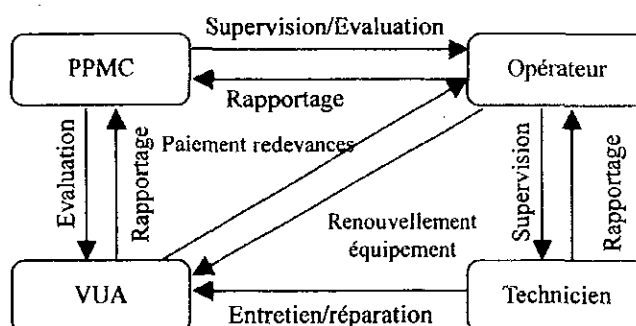 Supervision/Evaluation
PPMC
Opérateur
Rapportage
Paiement redevances
Evaluation
Rapportage
Supervision
Rapportage
Renouvellement
équipement
VUA
Technicien
Entretien/réparation